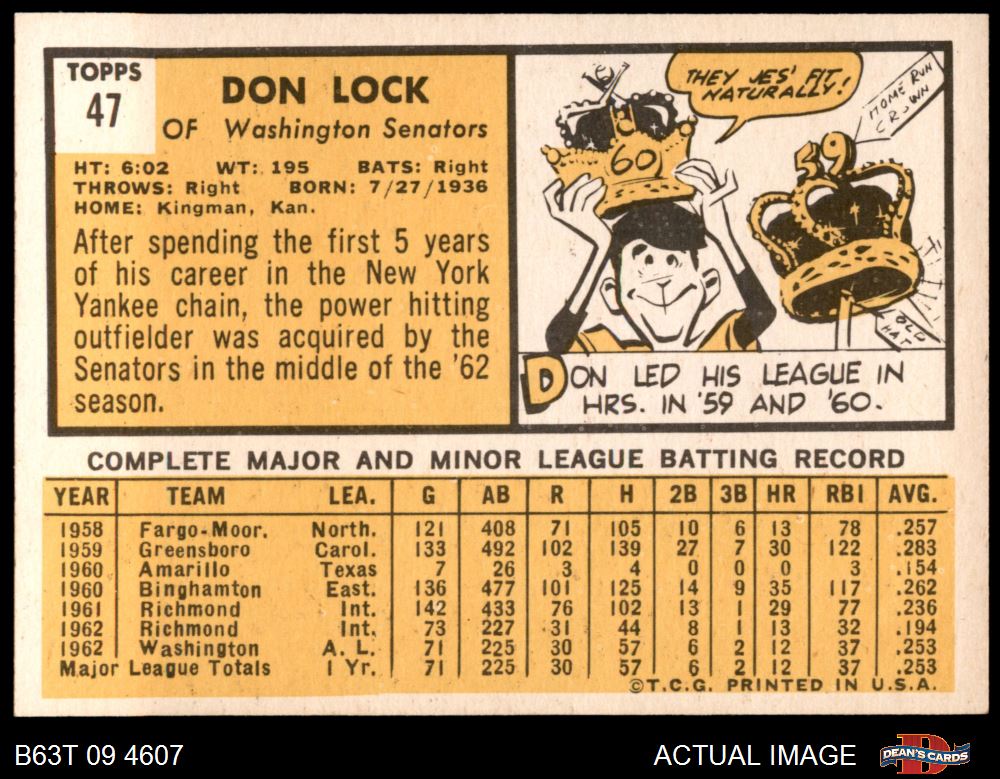 TOPPS
47
DON LOCK
OF Washington Senators
HT: 6:02 WT: 195 BATS: Right
THROWS: Right BORN: 7/27/1936
HOME: Kingman, Kan.
After spending the first 5 years
of his career in the New York
Yankee chain, the power hitting
outfielder was acquired by the
Senators in the middle of the '62
season.
THEY JES' FIT,
NATURALLY!
HOME RUN
CROWN
60
59
OLD
HAT
DON LED HIS LEAGUE IN
HRS. IN '59 AND '60.
COMPLETE MAJOR AND MINOR LEAGUE BATTING RECORD
YEAR TEAM LEA. G AB R H 2B 3B HR RBI AVG.
1958 Fargo-Moor. North. 121 408 71 105 10 6 13 78 .257
1959 Greensboro Carol. 133 492 102 139 27 7 30 122 .283
1960 Amarillo Texas 7 26 3 4 0 0 0 3 .154
1960 Binghamton East. 136 477 101 125 14 9 35 117 .262
1961 Richmond Int. 142 433 76 102 13 1 29 77 .236
1962 Richmond Int. 73 227 31 44 8 1 13 32 .194
1962 Washington A. L. 71 225 30 57 6 2 12 37 .253
Major League Totals 1 Yr. 71 225 30 57 6 2 12 37 .253
©T.C.G. PRINTED IN U.S.A.
B63T 09 4607
ACTUAL IMAGE
DEAN'S CARDS